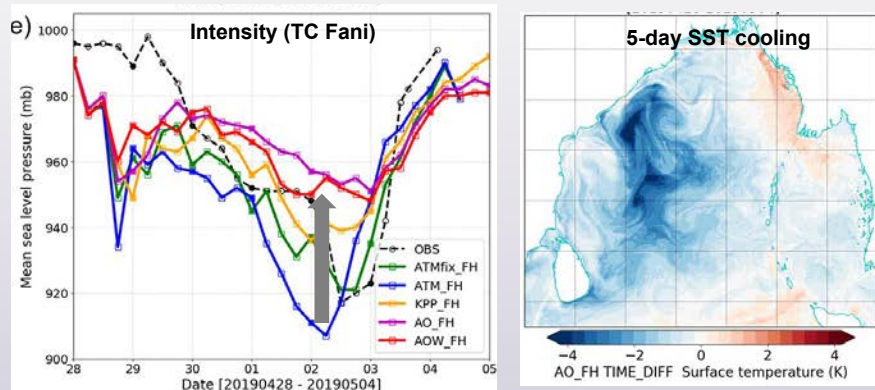 e)
Intensity (TC Fani)
1000
980
960
940
920
900
Mean sea level pressure (mb)
OBS
ATMfix_FH
ATM_FH
KPP_FH
AO_FH
AOW_FH
28 29 30 01 02 03 04 05
Date [20190428 - 20190504]
5-day SST cooling
−4 −2 0 2 4
AO_FH TIME_DIFF Surface temperature (K)